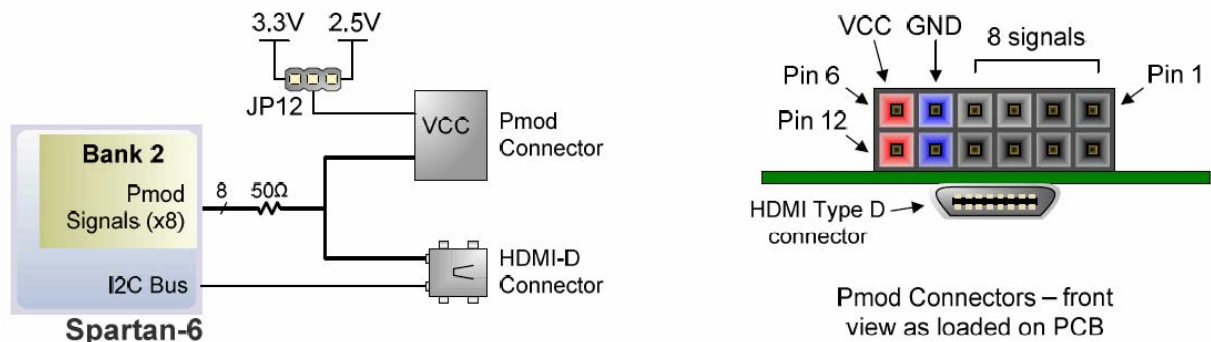 3.3V 2.5V
JP12
VCC
Pmod
Connector
Bank 2
Pmod
Signals (x8)
8
50Ω
HDMI-D
Connector
I2C Bus
Spartan-6
VCC GND
8 signals
Pin 6
Pin 1
Pin 12
HDMI Type D
connector
Pmod Connectors – front
view as loaded on PCB